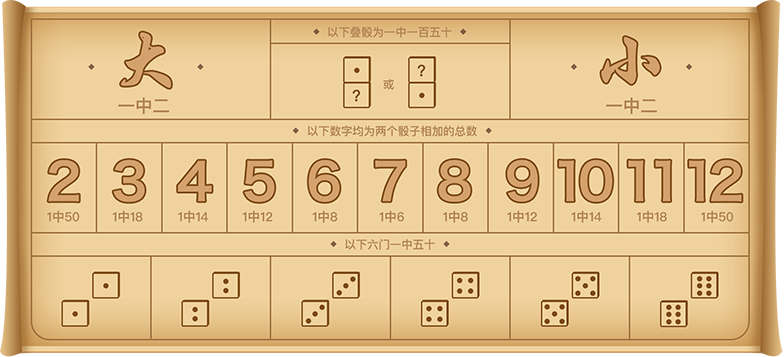 大
一中二
以下叠骰为一中一百五十
?
或
?
小
一中二
以下数字均为两个骰子相加的总数
2 3 4 5 6 7 8 9 10 11 12
1中50 1中18 1中14 1中12 1中8 1中6 1中8 1中12 1中14 1中18 1中50
以下六门一中五十